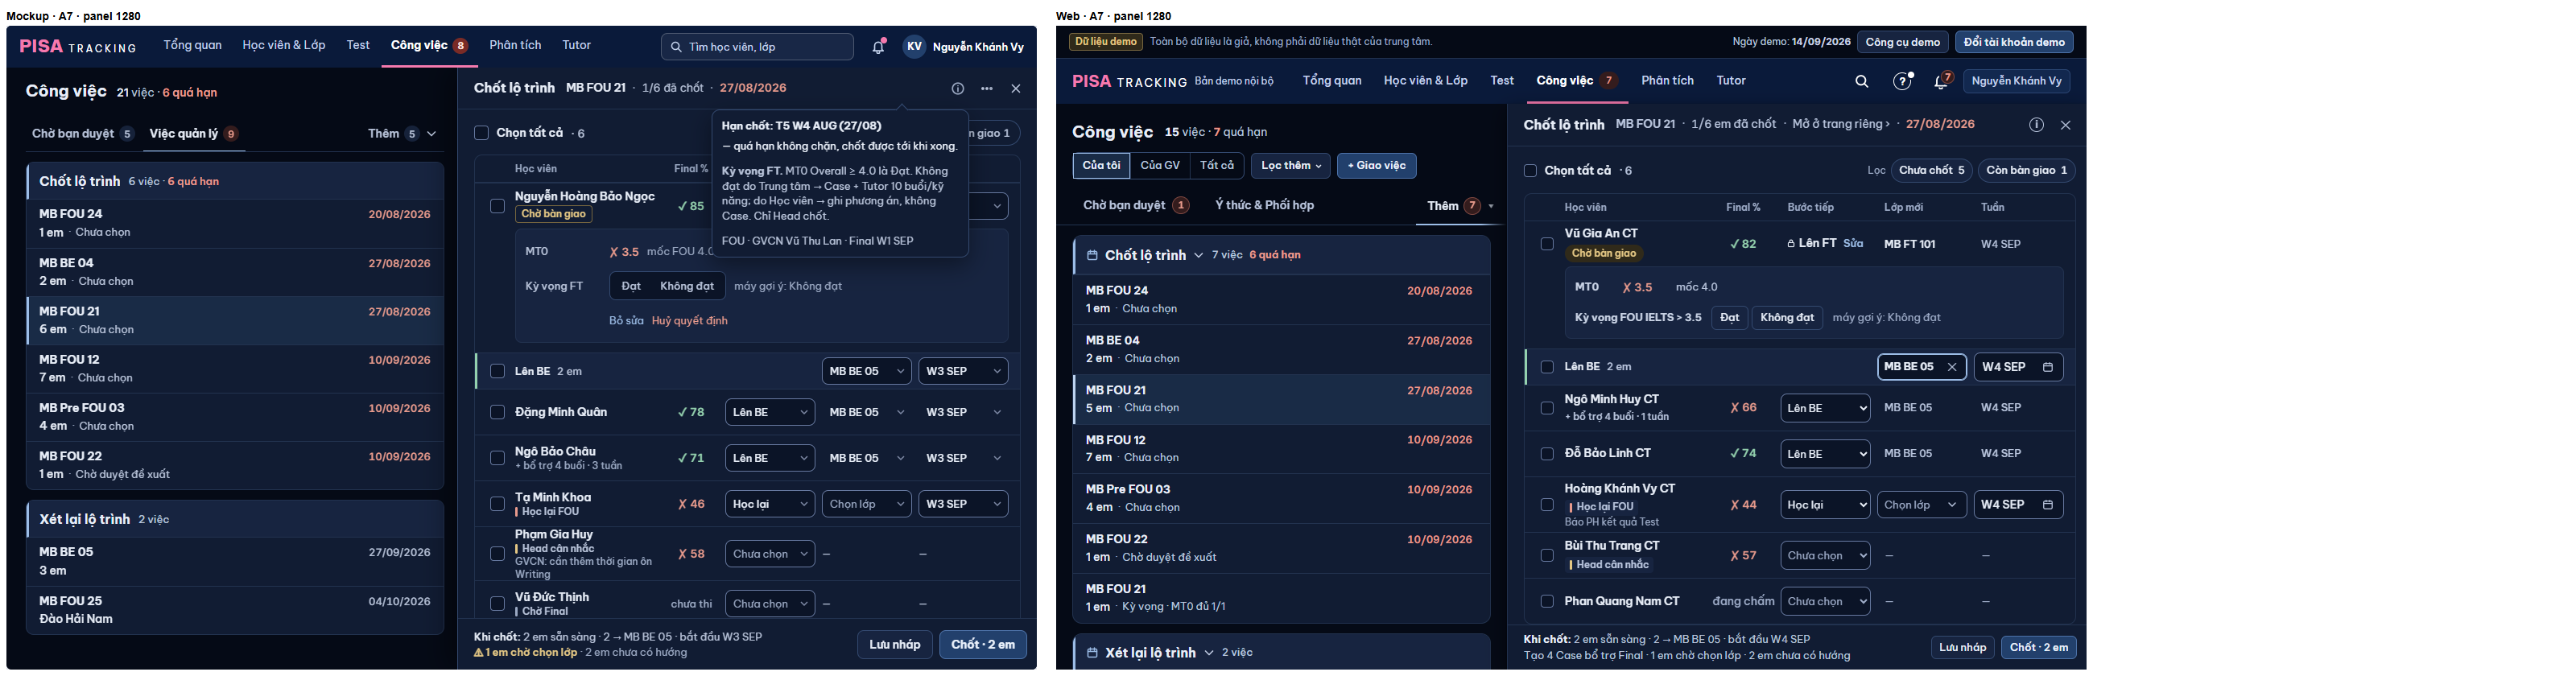 Mockup · A7 · panel 1280
PISA TRACKING
Tổng quan
Học viên & Lớp
Test
Công việc 8
Phân tích
Tutor
Tìm học viên, lớp
KV Nguyễn Khánh Vy
Công việc 21 việc · 6 quá hạn
Chờ bạn duyệt 5
Việc quản lý 9
Thêm 5
Chốt lộ trình 6 việc · 6 quá hạn
MB FOU 24 20/08/2026
1 em · Chưa chọn
MB BE 04 27/08/2026
2 em · Chưa chọn
MB FOU 21 27/08/2026
6 em · Chưa chọn
MB FOU 12 10/09/2026
7 em · Chưa chọn
MB Pre FOU 03 10/09/2026
4 em · Chưa chọn
MB FOU 22 10/09/2026
1 em · Chờ duyệt đề xuất
Xét lại lộ trình 2 việc
MB BE 05 27/09/2026
3 em
MB FOU 25 04/10/2026
Đào Hải Nam
Chốt lộ trình MB FOU 21 · 1/6 đã chốt · 27/08/2026
Chọn tất cả · 6
n giao 1
Hạn chốt: T5 W4 AUG (27/08)
— quá hạn không chặn, chốt được tới khi xong.
Kỳ vọng FT. MT0 Overall ≥ 4.0 là Đạt. Không
đạt do Trung tâm → Case + Tutor 10 buổi/kỹ
năng; do Học viên → ghi phương án, không
Case. Chỉ Head chốt.
FOU · GVCN Vũ Thu Lan · Final W1 SEP
Học viên Final %
Nguyễn Hoàng Bảo Ngọc
Chờ bàn giao
✓ 85
MT0 ✗ 3.5 mốc FOU 4.0
Kỳ vọng FT Đạt Không đạt máy gợi ý: Không đạt
Bỏ sửa Huỷ quyết định
Lên BE 2 em MB BE 05 W3 SEP
Đặng Minh Quân ✓ 78 Lên BE MB BE 05 W3 SEP
Ngô Bảo Châu ✓ 71 Lên BE MB BE 05 W3 SEP
+ bổ trợ 4 buổi · 3 tuần
Tạ Minh Khoa ✗ 46 Học lại Chọn lớp W3 SEP
Học lại FOU
Phạm Gia Huy ✗ 58 Chưa chọn — —
Head cân nhắc
GVCN: cần thêm thời gian ôn
Writing
Vũ Đức Thịnh chưa thi Chưa chọn — —
Chờ Final
Khi chốt: 2 em sẵn sàng · 2 → MB BE 05 · bắt đầu W3 SEP
⚠ 1 em chờ chọn lớp · 2 em chưa có hướng
Lưu nháp
Chốt · 2 em
Web · A7 · panel 1280
Dữ liệu demo Toàn bộ dữ liệu là giả, không phải dữ liệu thật của trung tâm.
Ngày demo: 14/09/2026
Công cụ demo
Đổi tài khoản demo
PISA TRACKING Bản demo nội bộ
Tổng quan
Học viên & Lớp
Test
Công việc 7
Phân tích
Tutor
7
Nguyễn Khánh Vy
Công việc 15 việc · 7 quá hạn
Của tôi Của GV Tất cả Lọc thêm + Giao việc
Chờ bạn duyệt 1
Ý thức & Phối hợp
Thêm 7
Chốt lộ trình 7 việc 6 quá hạn
MB FOU 24 20/08/2026
1 em · Chưa chọn
MB BE 04 27/08/2026
2 em · Chưa chọn
MB FOU 21 27/08/2026
5 em · Chưa chọn
MB FOU 12 10/09/2026
7 em · Chưa chọn
MB Pre FOU 03 10/09/2026
4 em · Chưa chọn
MB FOU 22 10/09/2026
1 em · Chờ duyệt đề xuất
MB FOU 21
1 em · Kỳ vọng · MT0 đủ 1/1
Xét lại lộ trình 2 việc
Chốt lộ trình MB FOU 21 · 1/6 em đã chốt · Mở ở trang riêng › · 27/08/2026
Chọn tất cả · 6
Lọc Chưa chốt 5 Còn bàn giao 1
Học viên Final % Bước tiếp Lớp mới Tuần
Vũ Gia An CT ✓ 82 Lên FT Sửa MB FT 101 W4 SEP
Chờ bàn giao
MT0 ✗ 3.5 mốc 4.0
Kỳ vọng FOU IELTS > 3.5 Đạt Không đạt máy gợi ý: Không đạt
Lên BE 2 em MB BE 05 W4 SEP
Ngô Minh Huy CT ✗ 66 Lên BE MB BE 05 W4 SEP
+ bổ trợ 4 buổi · 1 tuần
Đỗ Bảo Linh CT ✓ 74 Lên BE MB BE 05 W4 SEP
Hoàng Khánh Vy CT ✗ 44 Học lại Chọn lớp W4 SEP
Học lại FOU
Báo PH kết quả Test
Bùi Thu Trang CT ✗ 57 Chưa chọn — —
Head cân nhắc
Phan Quang Nam CT đang chấm Chưa chọn — —
Khi chốt: 2 em sẵn sàng · 2 → MB BE 05 · bắt đầu W4 SEP
Tạo 4 Case bổ trợ Final · 1 em chờ chọn lớp · 2 em chưa có hướng
Lưu nháp
Chốt · 2 em